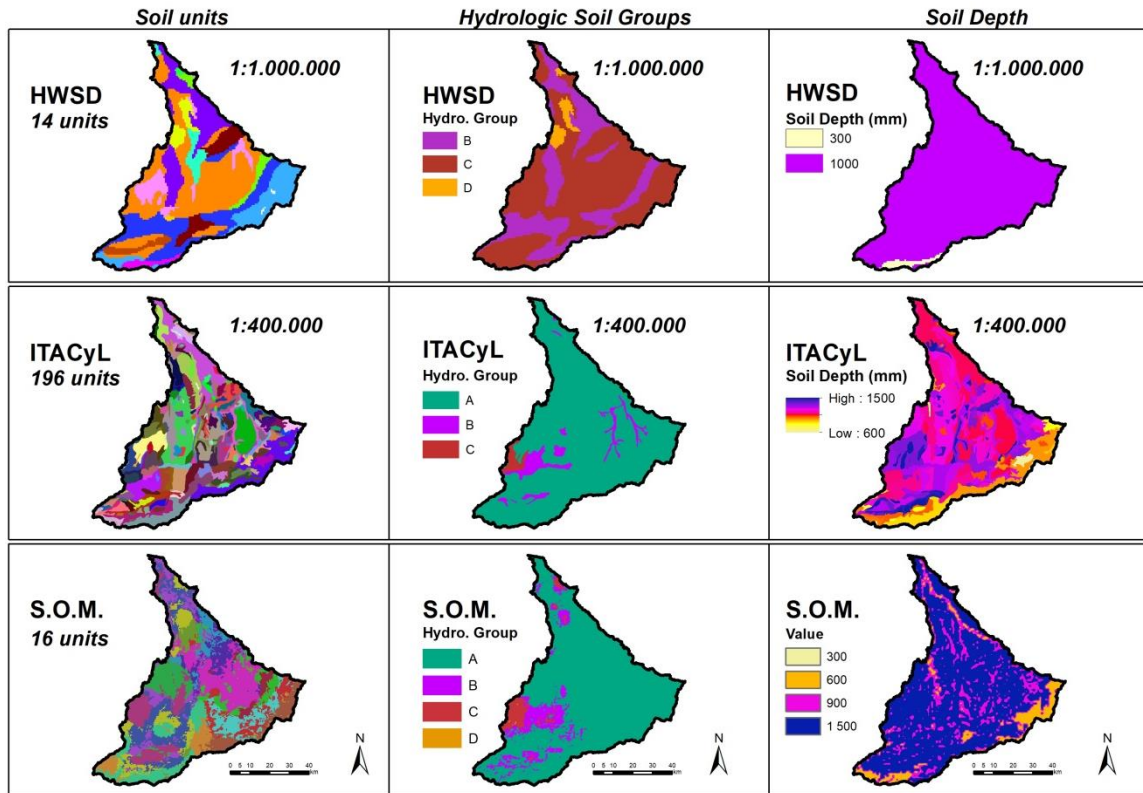 Soil units
Hydrologic Soil Groups
Soil Depth
HWSD
14 units
1:1.000.000
HWSD
Hydro. Group
B
C
D
1:1.000.000
HWSD
Soil Depth (mm)
300
1000
1:1.000.000
ITACyL
196 units
1:400.000
ITACyL
Hydro. Group
A
B
C
1:400.000
ITACyL
Soil Depth (mm)
High : 1500
Low : 600
S.O.M.
16 units
N
0 5 10 20 30 40
km
S.O.M.
Hydro. Group
A
B
C
D
N
0 5 10 20 30 40
km
S.O.M.
Value
300
600
900
1 500
N
0 5 10 20 30 40
km